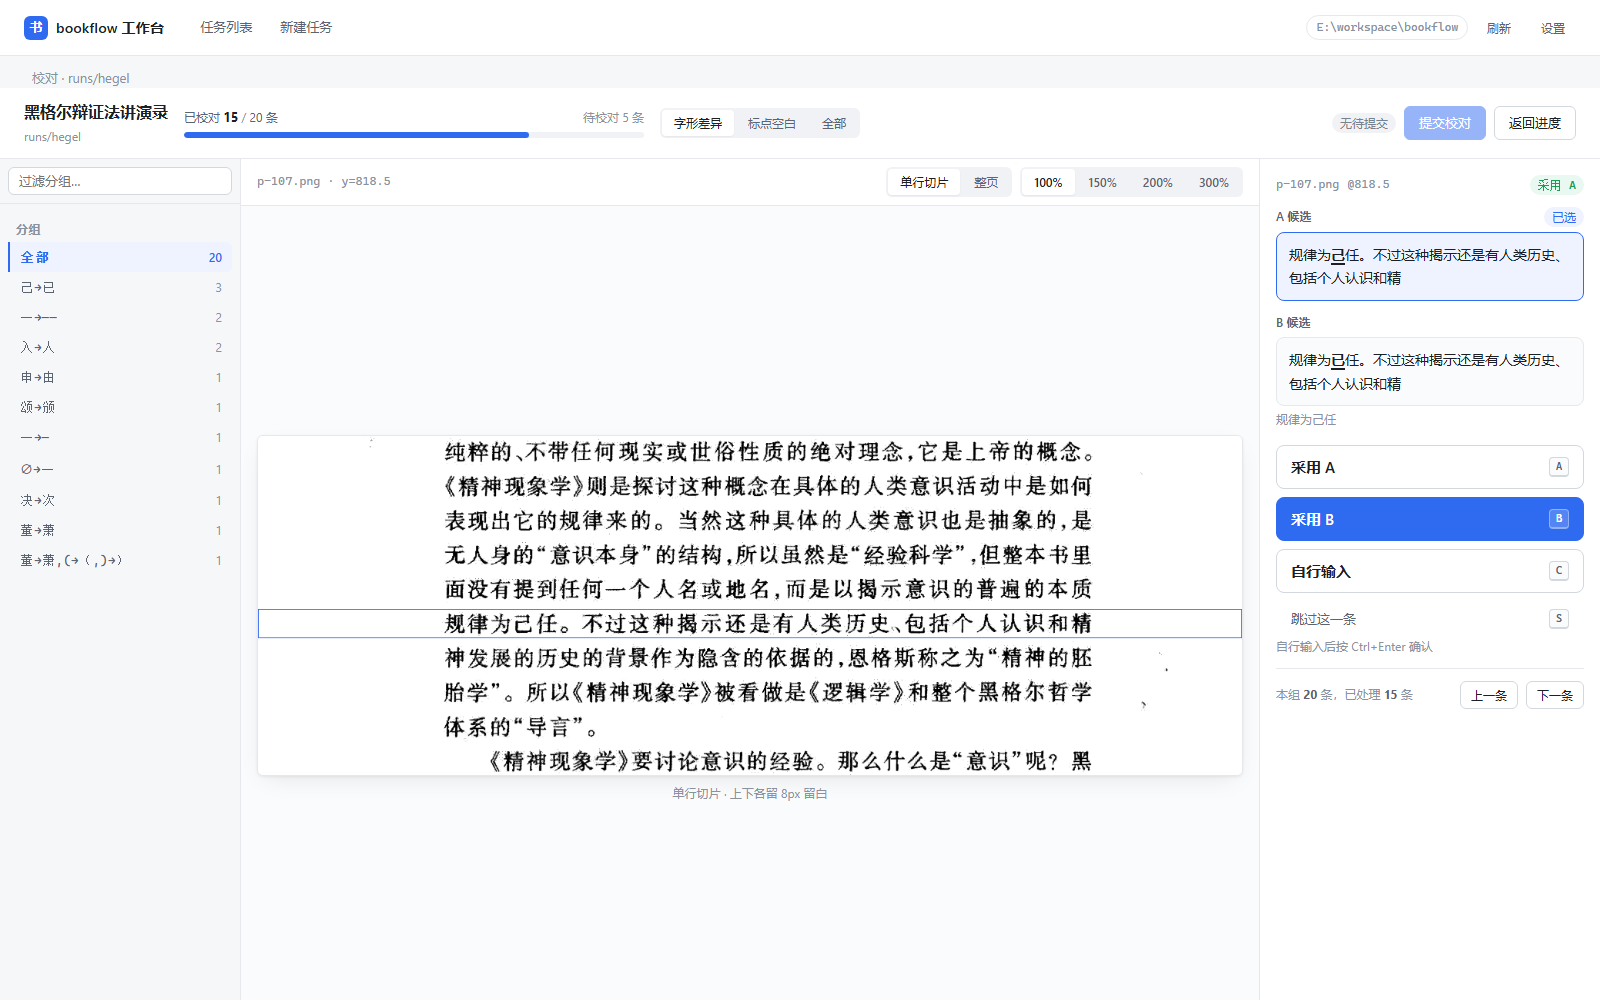 书 bookflow 工作台 任务列表 新建任务 E:\workspace\bookflow 刷新 设置
校对 · runs/hegel
黑格尔辩证法讲演录
runs/hegel
已校对 15 / 20 条 待校对 5 条
字形差异 标点空白 全部
无待提交 提交校对 返回进度
过滤分组...
分组
全部 20
己→已 3
一→── 2
入→人 2
申→由 1
颂→颁 1
一→─ 1
∅→一 1
决→次 1
董→萧 1
董→萧,(→（,)→） 1
p-107.png · y=818.5
单行切片 整页 100% 150% 200% 300%
纯粹的、不带任何现实或世俗性质的绝对理念,它是上帝的概念。
《精神现象学》则是探讨这种概念在具体的人类意识活动中是如何
表现出它的规律来的。当然这种具体的人类意识也是抽象的,是
无人身的“意识本身”的结构,所以虽然是“经验科学”,但整本书里
面没有提到任何一个人名或地名,而是以揭示意识的普遍的本质
规律为己任。不过这种揭示还是有人类历史、包括个人认识和精
神发展的历史的背景作为隐含的依据的,恩格斯称之为“精神的胚
胎学”。所以《精神现象学》被看做是《逻辑学》和整个黑格尔哲学
体系的“导言”。
《精神现象学》要讨论意识的经验。那么什么是“意识”呢？黑
单行切片 · 上下各留 8px 留白
p-107.png @818.5 采用 A
A 候选 已选
规律为己任。不过这种揭示还是有人类历史、
包括个人认识和精
B 候选
规律为已任。不过这种揭示还是有人类历史、
包括个人认识和精
规律为己任
采用 A A
采用 B B
自行输入 C
跳过这一条 S
自行输入后按 Ctrl+Enter 确认
本组 20 条，已处理 15 条 上一条 下一条